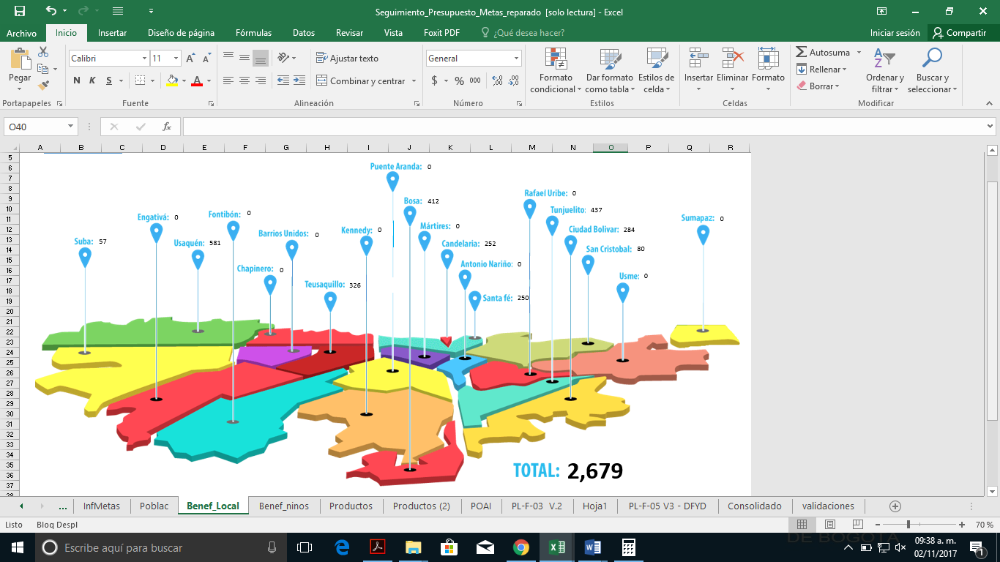 Seguimiento_Presupuesto_Metas_reparado [solo lectura] - Excel
Archivo Inicio Insertar Diseño de página Fórmulas Datos Revisar Vista Foxit PDF ¿Qué desea hacer? Iniciar sesión Compartir
Pegar
Calibri 11
N K S
Ajustar texto
Combinar y centrar
General
$ % 000
Formato condicional
Dar formato como tabla
Estilos de celda
Insertar Eliminar Formato
Autosuma
Rellenar
Borrar
Ordenar y filtrar
Buscar y seleccionar
Portapapeles Fuente Alineación Número Estilos Celdas Modificar
O40 fx
A B C D E F G H I J K L M N O P Q R
5
6
7
8
9
10
11
12
13
14
15
16
17
18
19
20
21
22
23
24
25
26
27
28
29
30
31
32
33
34
35
36
37
38
Puente Aranda: 0
Rafael Uribe: 0
Bosa: 412
Tunjuelito: 437
Engativá: 0
Fontibón: 0
Sumapaz: 0
Mártires: 0
Kennedy: 0
Ciudad Bolivar: 284
Barrios Unidos: 0
Suba: 57
Usaquén: 581
Candelaria: 252
San Cristobal: 80
Antonio Nariño: 0
Chapinero: 0
Usme: 0
Teusaquillo: 326
Santa fé: 250
TOTAL: 2,679
... InfMetas Poblac Benef_Local Benef_ninos Productos Productos (2) POAI PL-F-03 V.2 Hoja1 PL-F-05 V3 - DFYD Consolidado validaciones
Listo Bloq Despl 70 %
DE BOGOTA
Escribe aquí para buscar
09:38 a. m.
02/11/2017
1